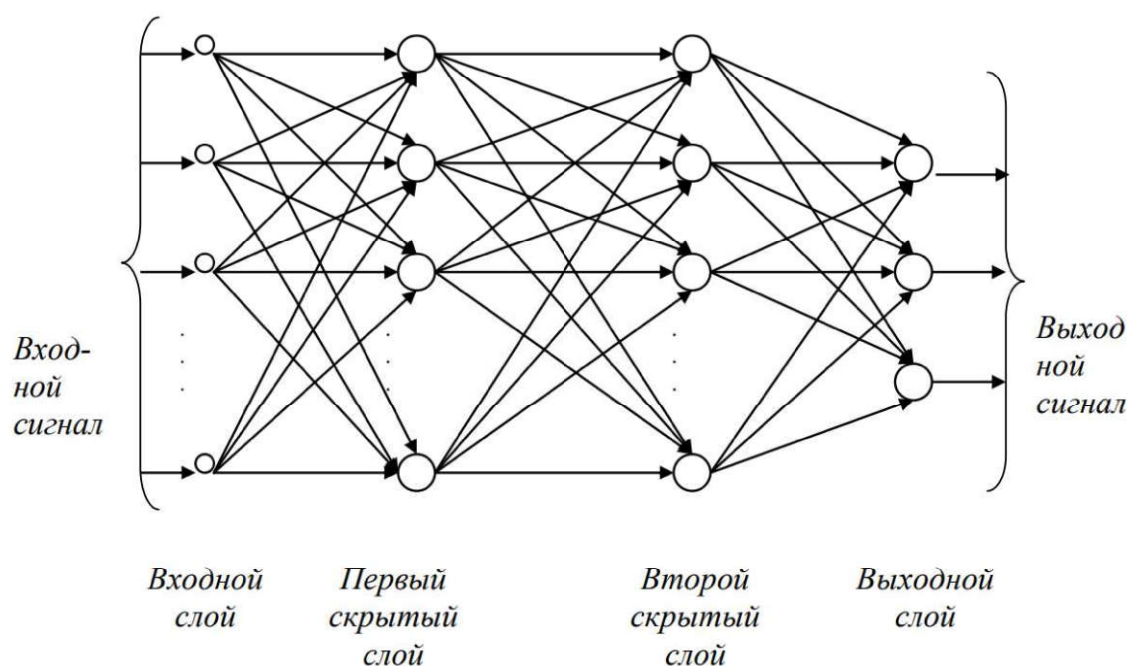 Вход-
ной
сигнал
Выход
ной
сигнал
Входной
слой
Первый
скрытый
слой
Второй
скрытый
слой
Выходной
слой